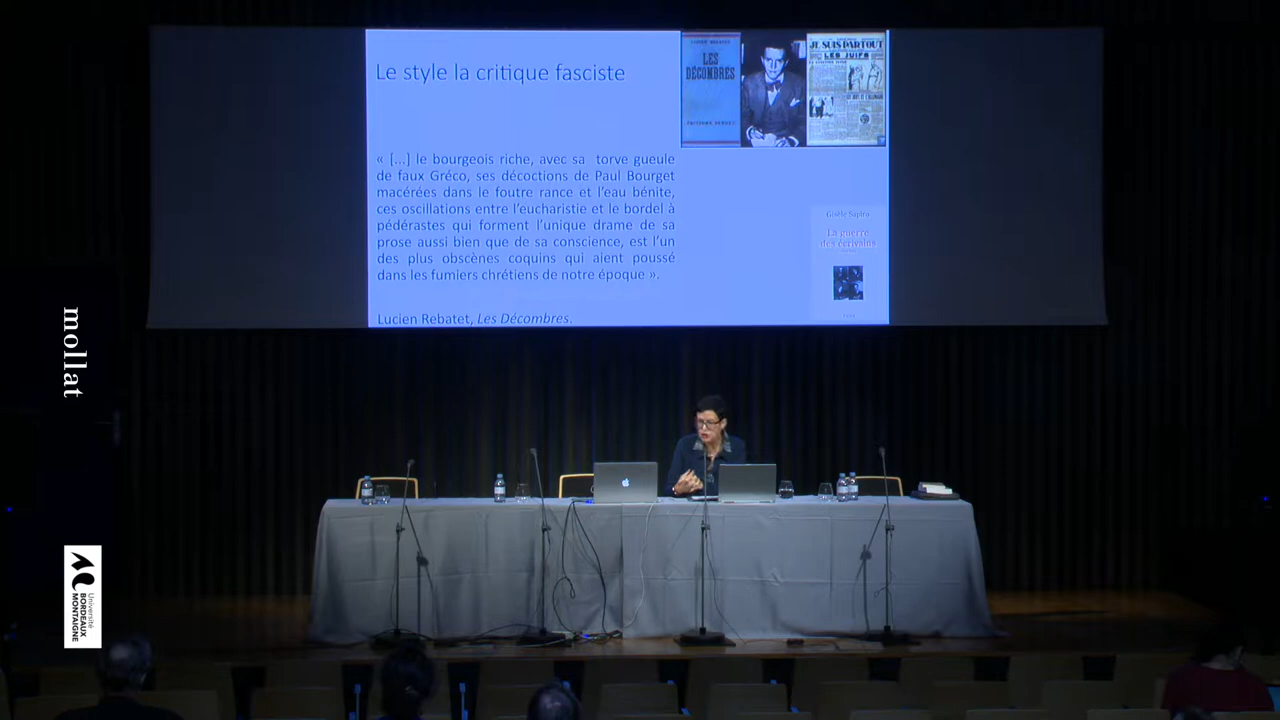 Le style la critique fasciste
LES
DÉCOMBRES
JE SUIS PARTOUT
LES JUIFS
« [...] le bourgeois riche, avec sa torve gueule
de faux Gréco, ses décoctions de Paul Bourget
macérées dans le foutre rance et l'eau bénite,
ces oscillations entre l'eucharistie et le bordel à
pédérastes qui forment l'unique drame de sa
prose aussi bien que de sa conscience, est l'un
des plus obscènes coquins qui aient poussé
dans les fumiers chrétiens de notre époque ».
Lucien Rebatet, Les Décombres.
Gisèle Sapiro
La guerre
des écrivains
mollat
Université
BORDEAUX
MONTAIGNE